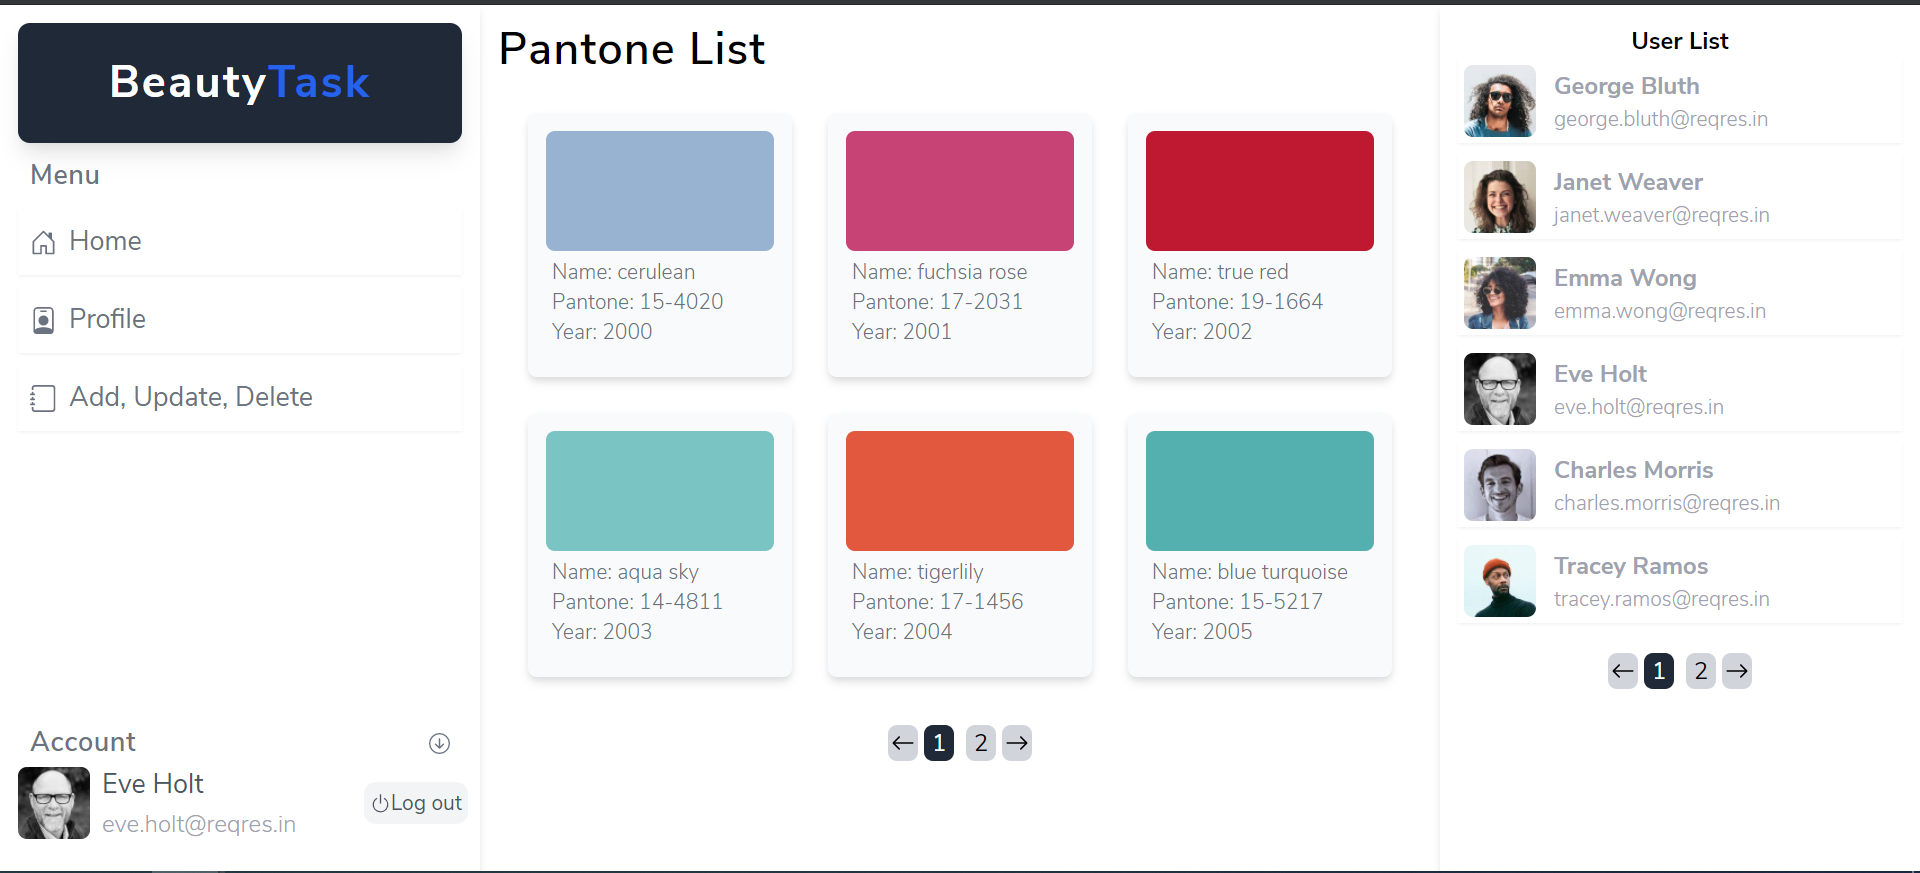 BeautyTask
Menu
Home
Profile
Add, Update, Delete
Account
Eve Holt
eve.holt@reqres.in
Log out
Pantone List
Name: cerulean
Pantone: 15-4020
Year: 2000
Name: fuchsia rose
Pantone: 17-2031
Year: 2001
Name: true red
Pantone: 19-1664
Year: 2002
Name: aqua sky
Pantone: 14-4811
Year: 2003
Name: tigerlily
Pantone: 17-1456
Year: 2004
Name: blue turquoise
Pantone: 15-5217
Year: 2005
1 2
User List
George Bluth
george.bluth@reqres.in
Janet Weaver
janet.weaver@reqres.in
Emma Wong
emma.wong@reqres.in
Eve Holt
eve.holt@reqres.in
Charles Morris
charles.morris@reqres.in
Tracey Ramos
tracey.ramos@reqres.in
1 2